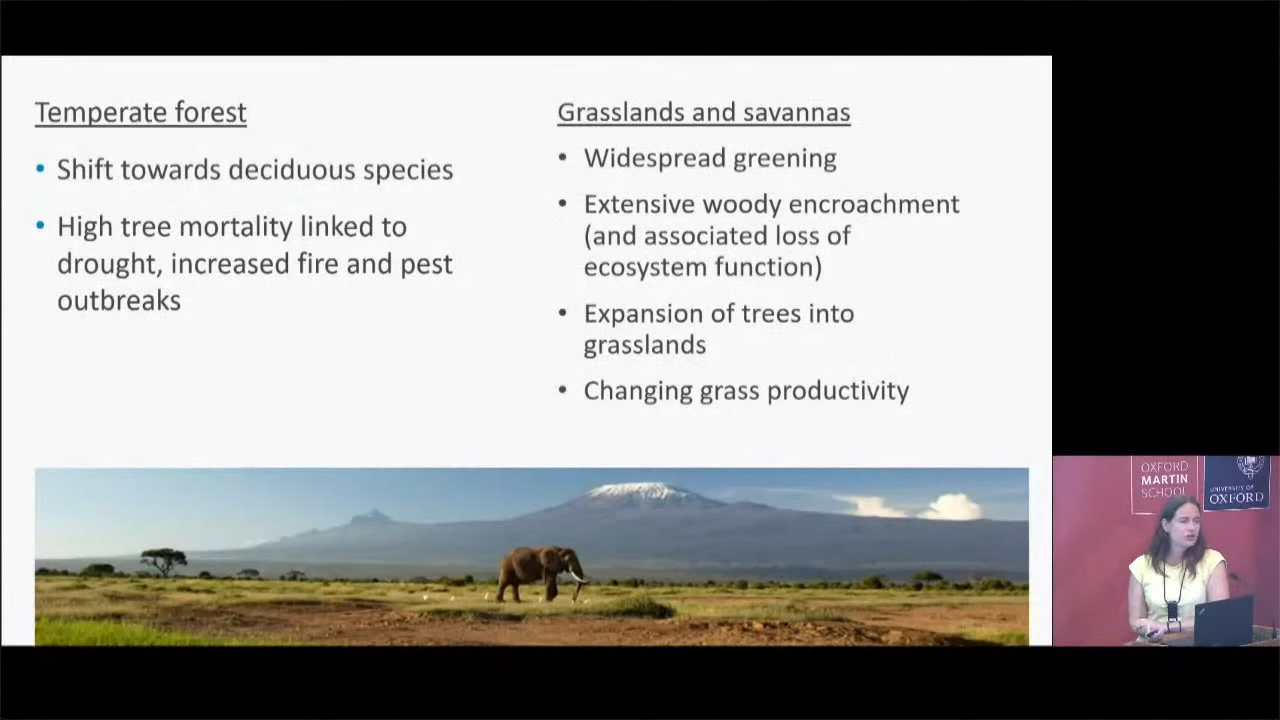 Temperate forest
• Shift towards deciduous species
• High tree mortality linked to
drought, increased fire and pest
outbreaks
Grasslands and savannas
• Widespread greening
• Extensive woody encroachment
(and associated loss of
ecosystem function)
• Expansion of trees into
grasslands
• Changing grass productivity
OXFORD
MARTIN
SCHOOL
UNIVERSITY OF
OXFORD